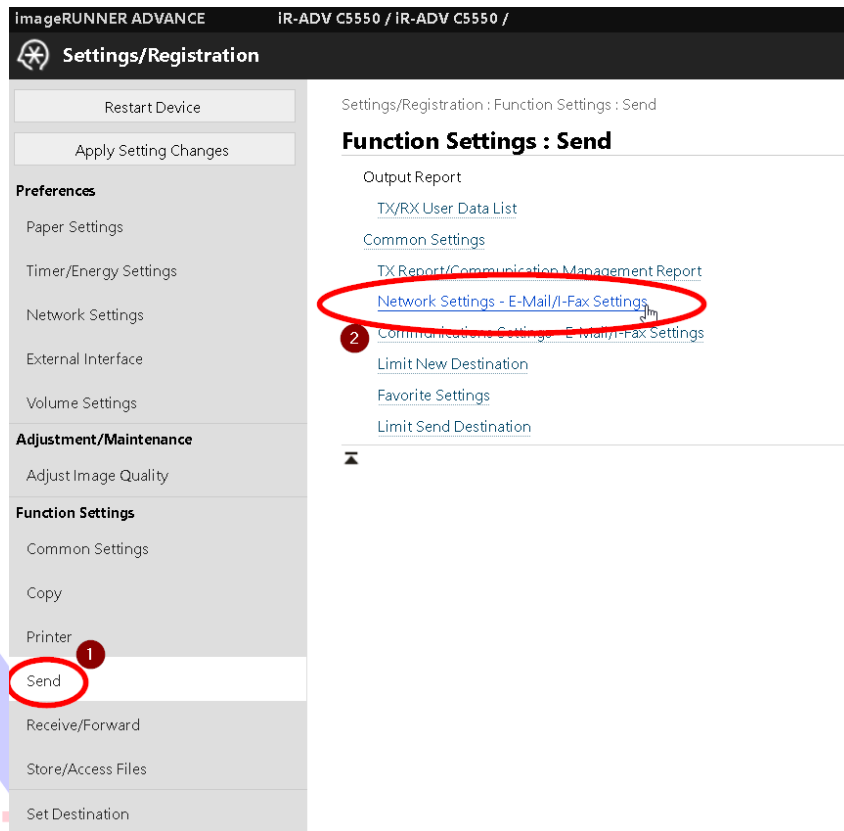 imageRUNNER ADVANCE iR-ADV C5550 / iR-ADV C5550 /
Settings/Registration
Restart Device
Apply Setting Changes
Preferences
Paper Settings
Timer/Energy Settings
Network Settings
External Interface
Volume Settings
Adjustment/Maintenance
Adjust Image Quality
Function Settings
Common Settings
Copy
Printer
1
Send
Receive/Forward
Store/Access Files
Set Destination
Settings/Registration : Function Settings : Send
Function Settings : Send
Output Report
TX/RX User Data List
Common Settings
TX Report/Communication Management Report
Network Settings - E-Mail/I-Fax Settings
2
Communications Settings - E-Mail/I-Fax Settings
Limit New Destination
Favorite Settings
Limit Send Destination